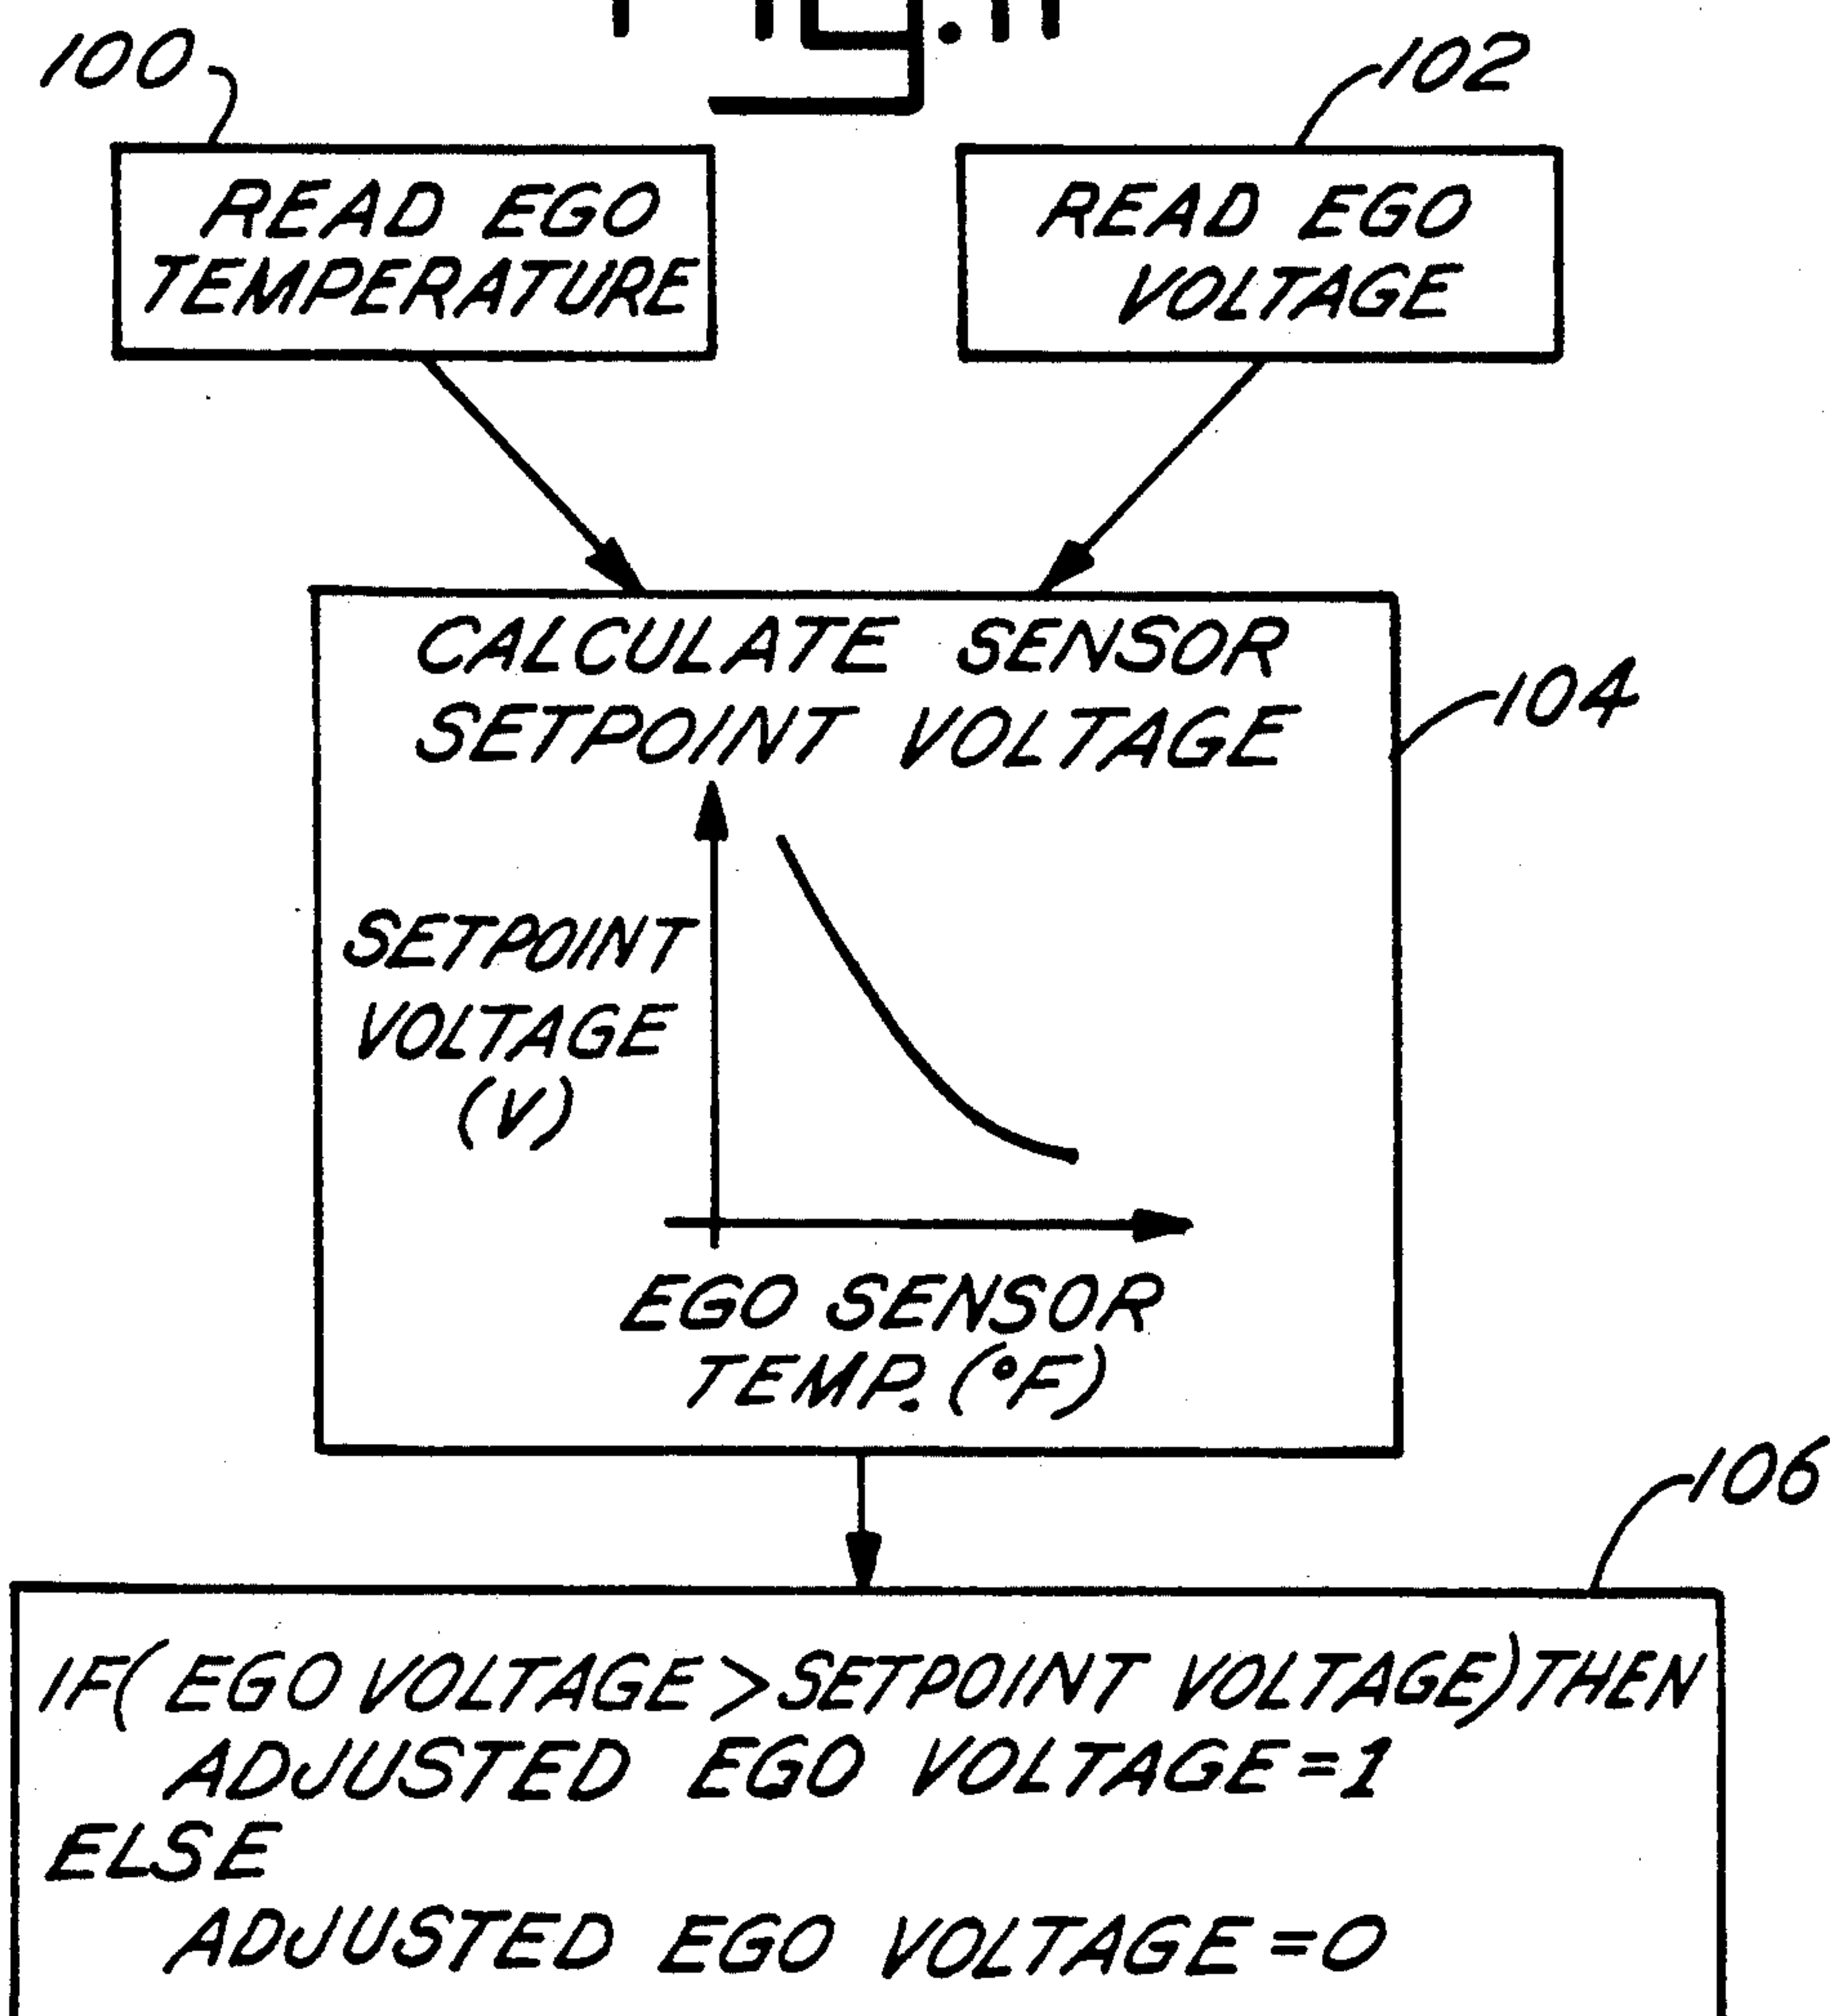 100
102
READ EGO
TEMPERATURE
READ EGO
VOLTAGE
CALCULATE SENSOR
SETPOINT VOLTAGE
104
SETPOINT
VOLTAGE
(V)
EGO SENSOR
TEMP. (°F)
106
IF( EGO VOLTAGE > SETPOINT VOLTAGE) THEN
ADJUSTED EGO VOLTAGE = 1
ELSE
ADJUSTED EGO VOLTAGE = 0